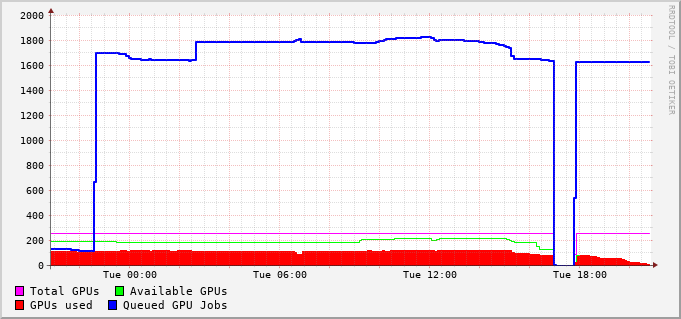 2000
1800
1600
1400
1200
1000
800
600
400
200
0
Tue 00:00 Tue 06:00 Tue 12:00 Tue 18:00
Total GPUs Available GPUs
GPUs used Queued GPU Jobs
RRDTOOL / TOBI OETIKER